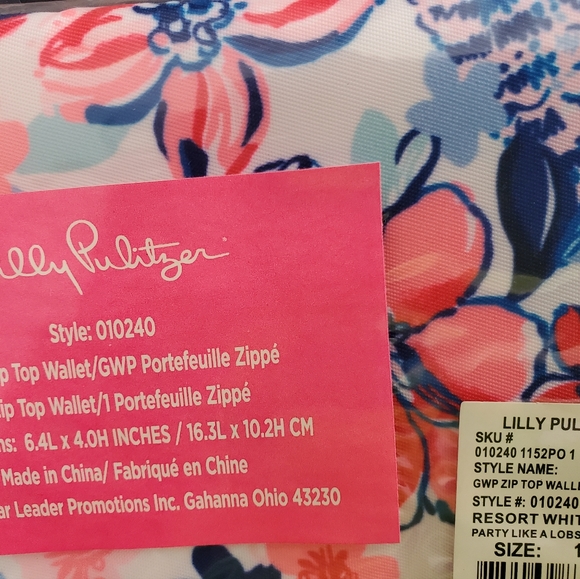 Lilly Pulitzer
Style: 010240
p Top Wallet/GWP Portefeuille Zippé
ip Top Wallet/1 Portefeuille Zippé
ns: 6.4L x 4.0H INCHES / 16.3L x 10.2H CM
Made in China/ Fabriqué en Chine
ar Leader Promotions Inc. Gahanna Ohio 43230
LILLY PUL
SKU #
010240 1152PO 1
STYLE NAME:
GWP ZIP TOP WALLE
STYLE #: 010240
RESORT WHIT
PARTY LIKE A LOBS
SIZE: 1